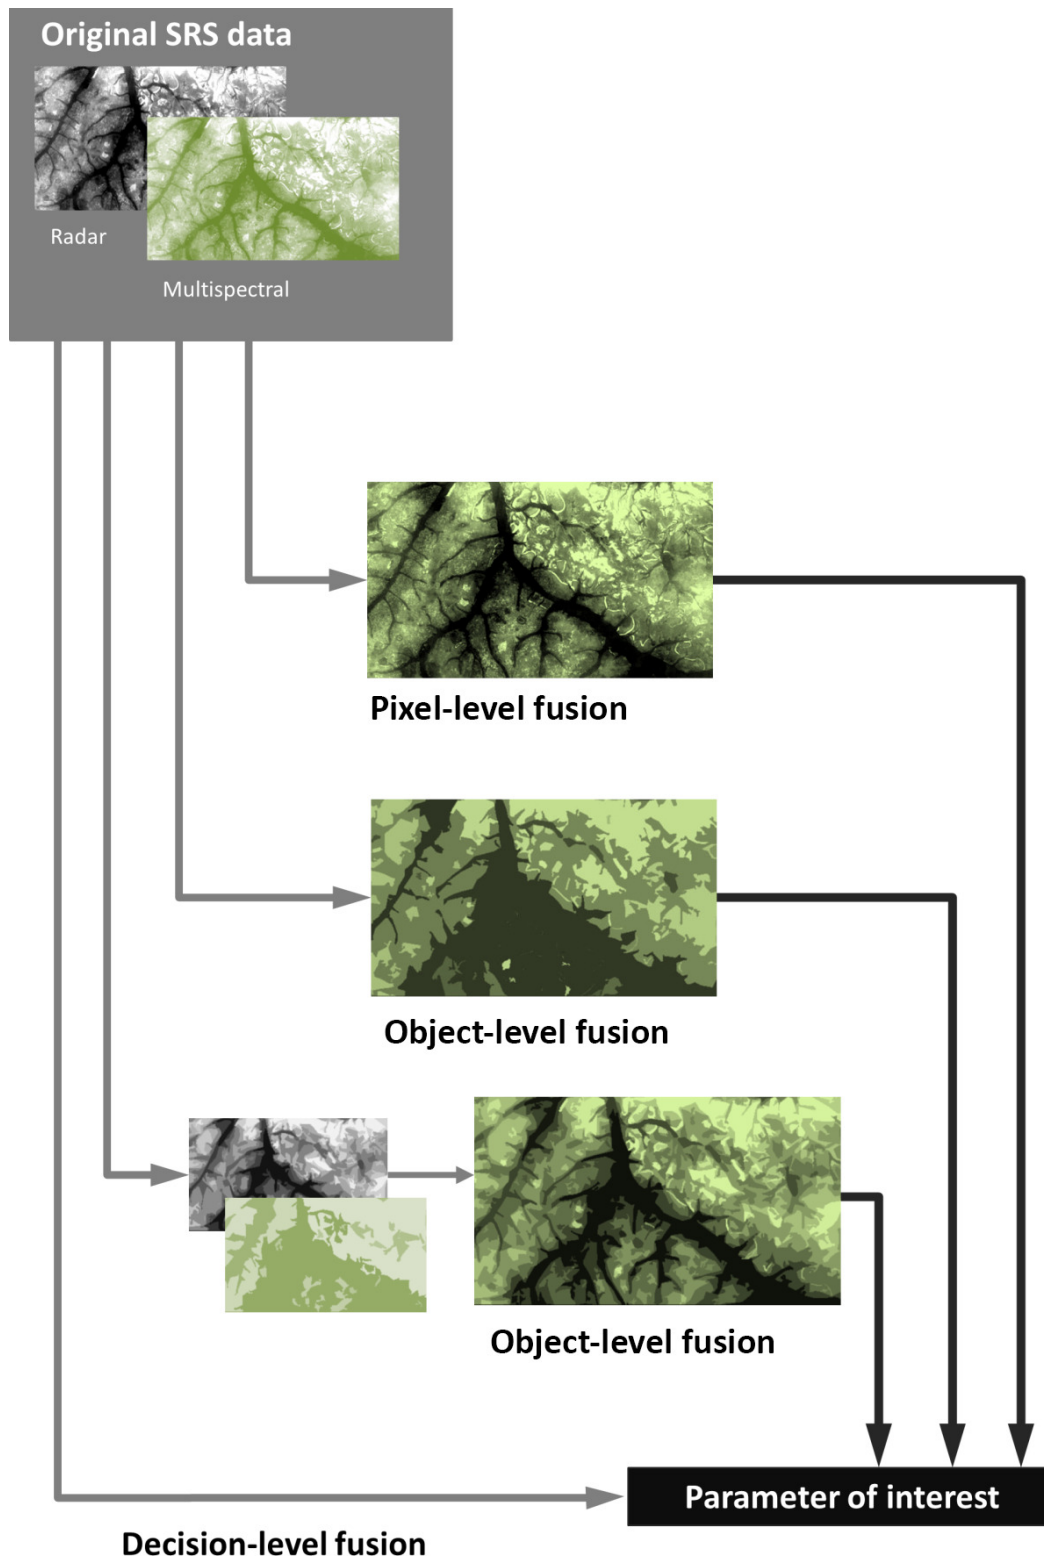 Original SRS data
Radar
Multispectral
Pixel-level fusion
Object-level fusion
Object-level fusion
Parameter of interest
Decision-level fusion